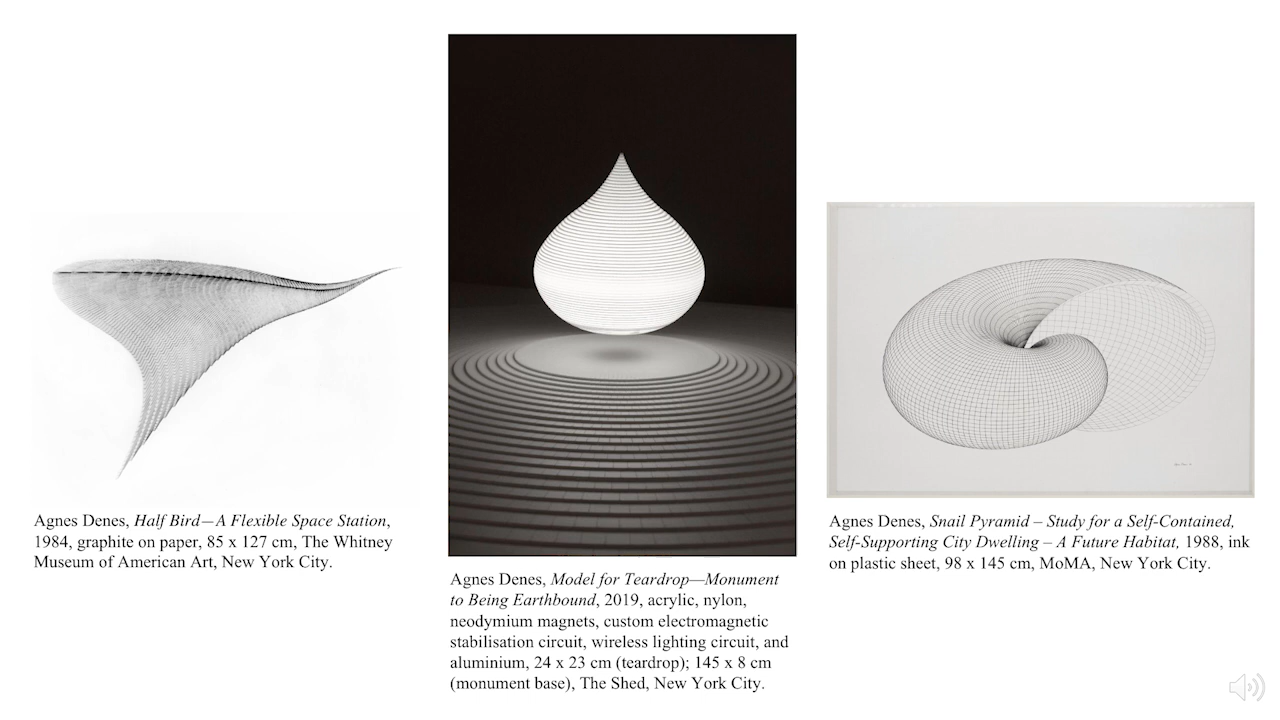 Agnes Denes, Half Bird—A Flexible Space Station,
1984, graphite on paper, 85 x 127 cm, The Whitney
Museum of American Art, New York City.
Agnes Denes, Model for Teardrop—Monument
to Being Earthbound, 2019, acrylic, nylon,
neodymium magnets, custom electromagnetic
stabilisation circuit, wireless lighting circuit, and
aluminium, 24 x 23 cm (teardrop); 145 x 8 cm
(monument base), The Shed, New York City.
Agnes Denes, Snail Pyramid – Study for a Self-Contained,
Self-Supporting City Dwelling – A Future Habitat, 1988, ink
on plastic sheet, 98 x 145 cm, MoMA, New York City.